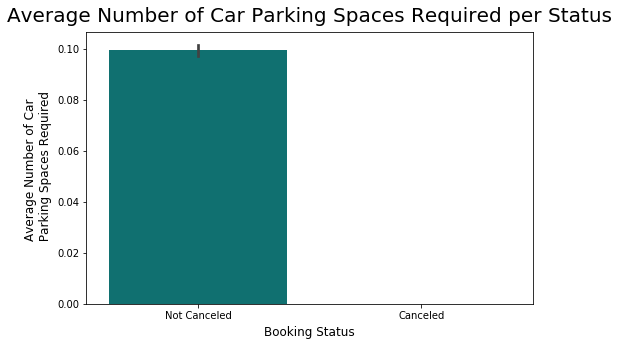 Average Number of Car Parking Spaces Required per Status
Average Number of Car
Parking Spaces Required
0.10
0.08
0.06
0.04
0.02
0.00
Not Canceled
Canceled
Booking Status